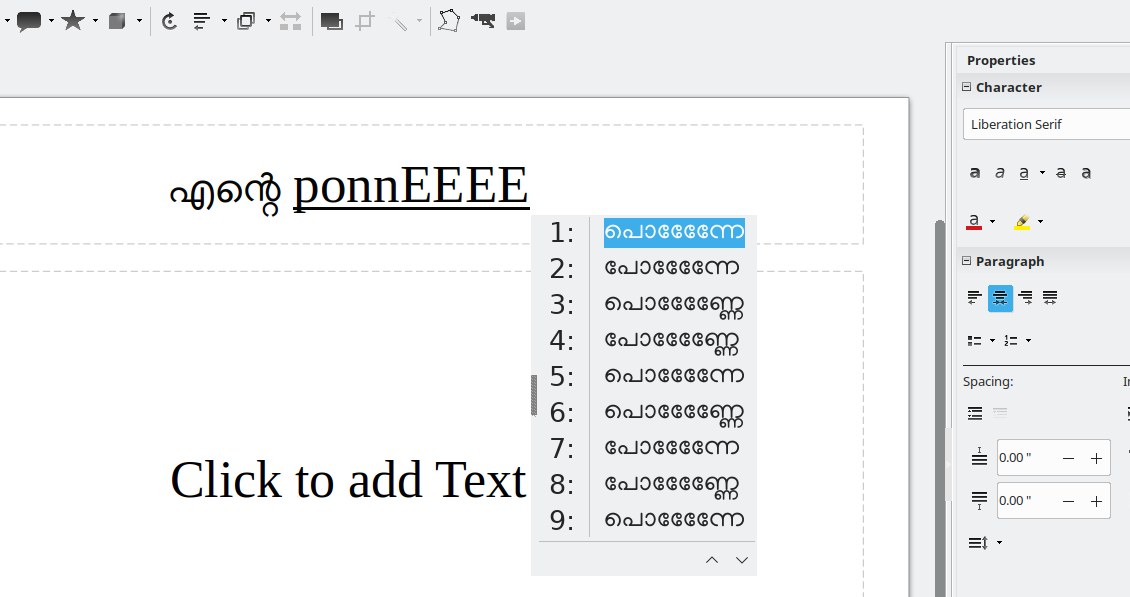 Properties
Character
Liberation Serif
എന്റെ ponnEEEE
1: പൊന്നേേേേ
2: പോന്നേേേേ
3: പൊണ്ണേേേേ
4: പോണ്ണേേേേ
5: പൊന്നേേേേ
6: പൊണ്ണേേേേ
7: പോന്നേേേേ
8: പോണ്ണേേേേ
9: പൊന്നേേേേ
Click to add Text
Paragraph
Spacing:
0.00 "
0.00 "